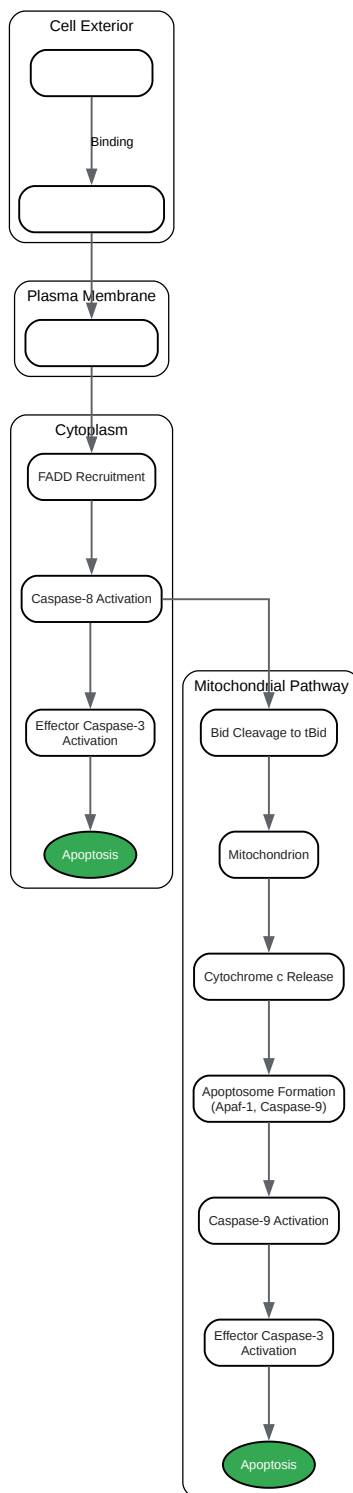 Cell Exterior
Binding
Plasma Membrane
Cytoplasm
FADD Recruitment
Caspase-8 Activation
Effector Caspase-3
Activation
Apoptosis
Mitochondrial Pathway
Bid Cleavage to tBid
Mitochondrion
Cytochrome c Release
Apoptosome Formation
(Apaf-1, Caspase-9)
Caspase-9 Activation
Effector Caspase-3
Activation
Apoptosis